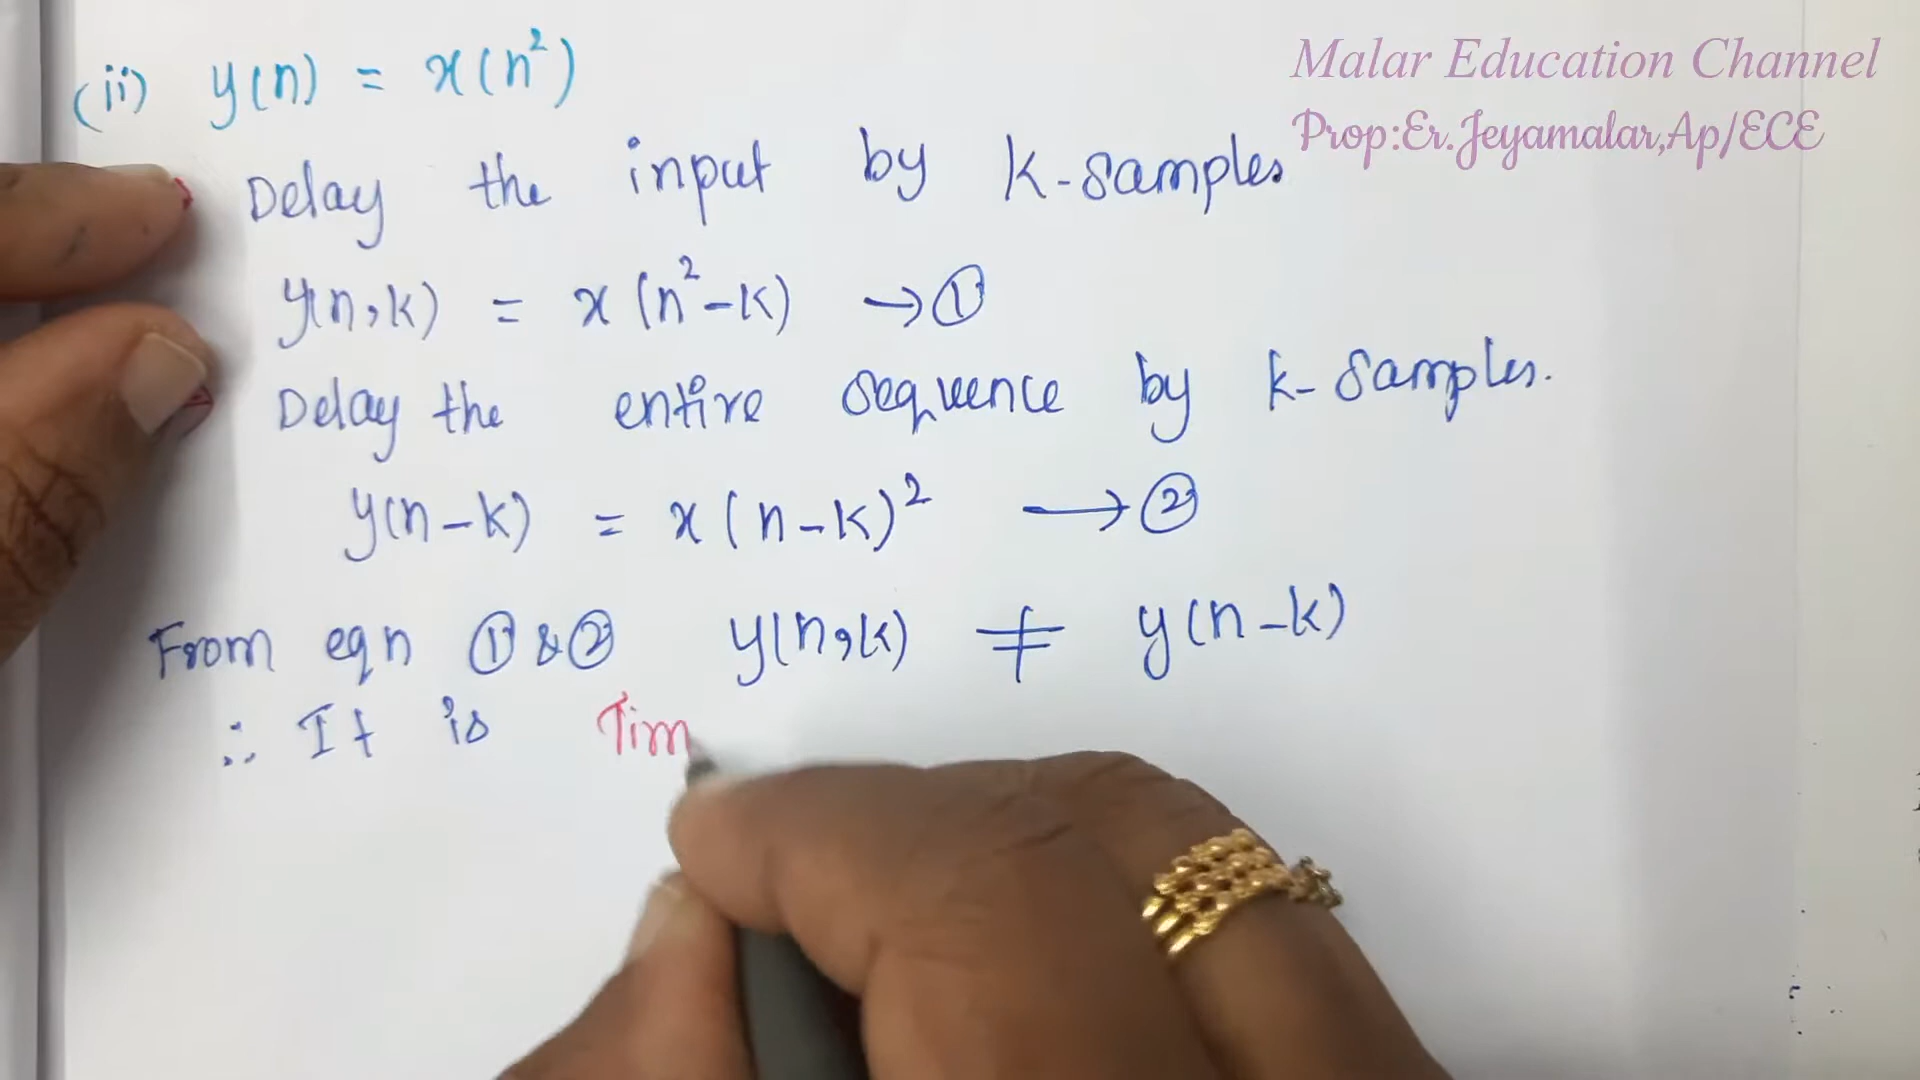 Malar Education Channel
Prop:Er.Jeyamalar,Ap/ECE
(ii) y(n) = x(n²)
Delay the input by k-samples
y(n,k) = x(n²-k) → ①
Delay the entire sequence by k-samples.
y(n-k) = x(n-k)² → ②
From eqn ① & ② y(n,k) ≠ y(n-k)
∴ It is Tim